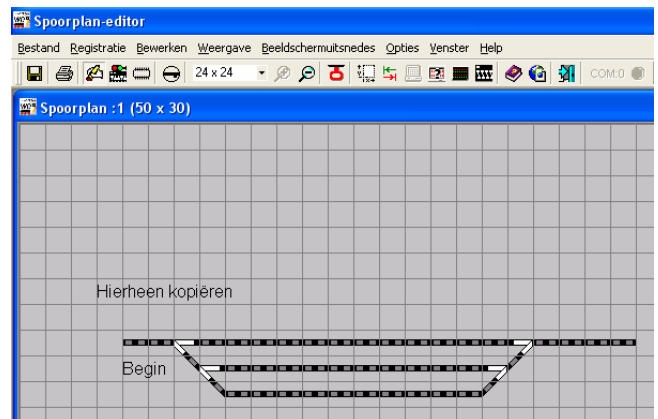 Spoorplan-editor
Bestand Registratie Bewerken Weergave Beeldschermuitsnedes Opties Venster Help
24 x 24 COM:0
Spoorplan :1 (50 x 30)
Hierheen kopiëren
Begin